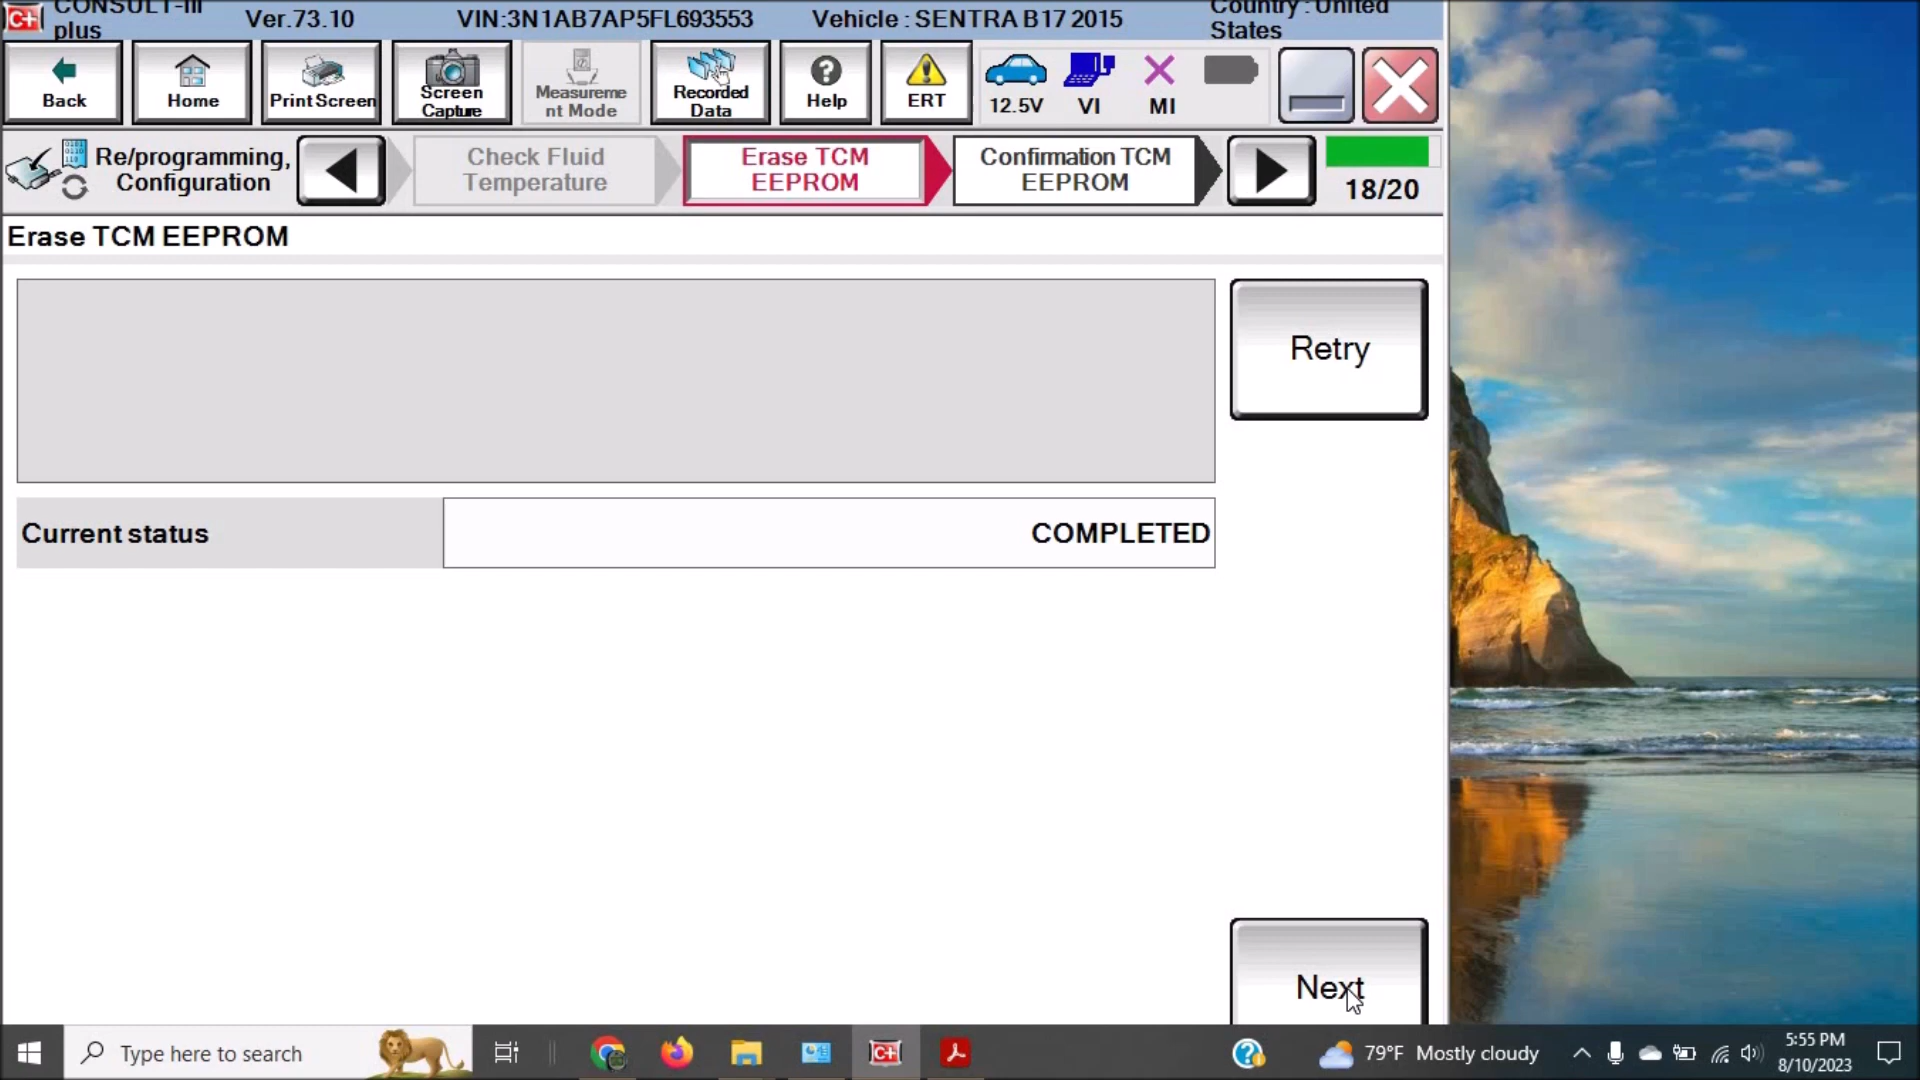 CONSULT-III plus
Ver.73.10
VIN:3N1AB7AP5FL693553
Vehicle : SENTRA B17 2015
Country : United States
C+
Back
Home
Print Screen
Screen Capture
Measureme nt Mode
Recorded Data
? Help
! ERT
12.5V
VI
MI
Re/programming, Configuration
Check Fluid Temperature
Erase TCM EEPROM
Confirmation TCM EEPROM
18/20
Erase TCM EEPROM
Retry
Current status
COMPLETED
Next
Type here to search
C+
79°F Mostly cloudy
5:55 PM
8/10/2023